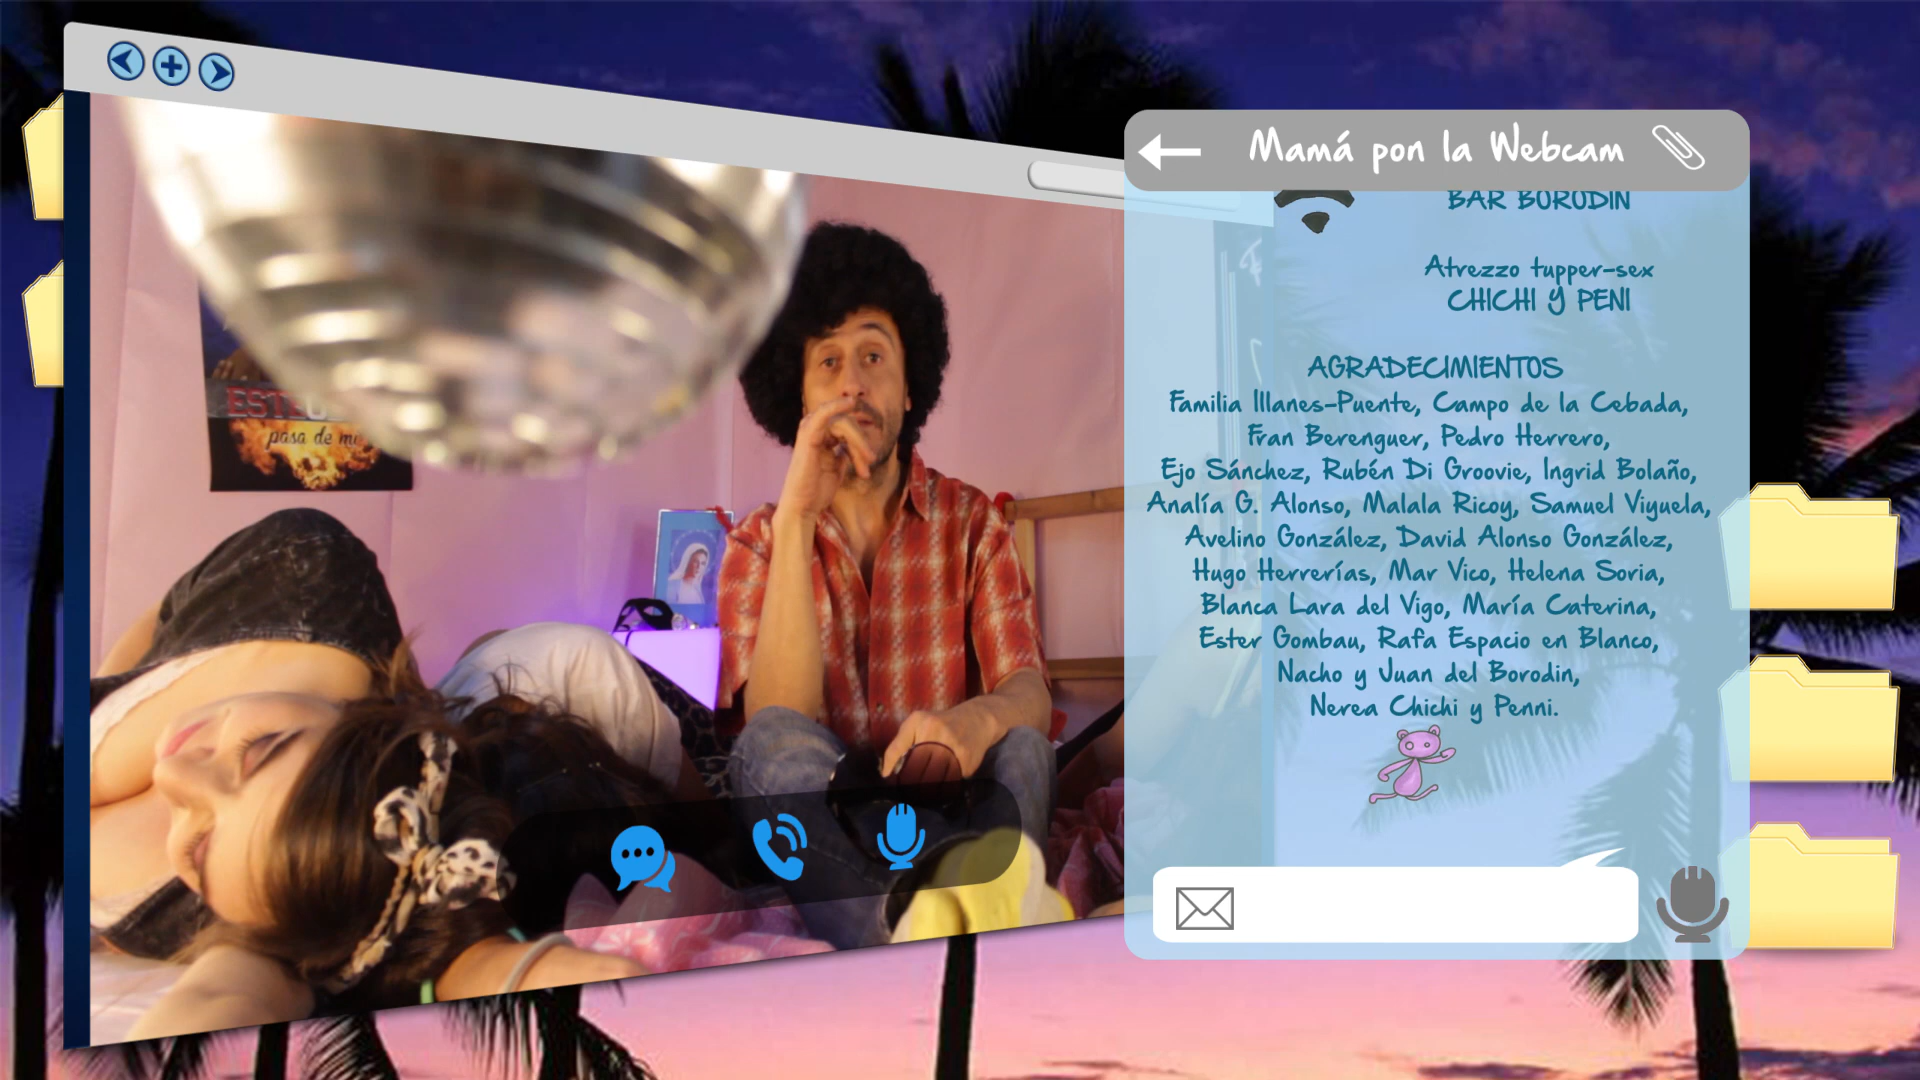 pasa de mi
Mamá pon la Webcam
BAR BORODIN
Atrezzo tupper-sex
CHICHI Y PENI
AGRADECIMIENTOS
Familia Illanes-Puente, Campo de la Cebada,
Fran Berenguer, Pedro Herrero,
Ejo Sánchez, Rubén Di Groovie, Ingrid Bolaño,
Analía G. Alonso, Malala Ricoy, Samuel Viyuela,
Avelino González, David Alonso González,
Hugo Herrerías, Mar Vico, Helena Soria,
Blanca Lara del Vigo, María Caterina,
Ester Gombau, Rafa Espacio en Blanco,
Nacho y Juan del Borodin,
Nerea Chichi y Penni.